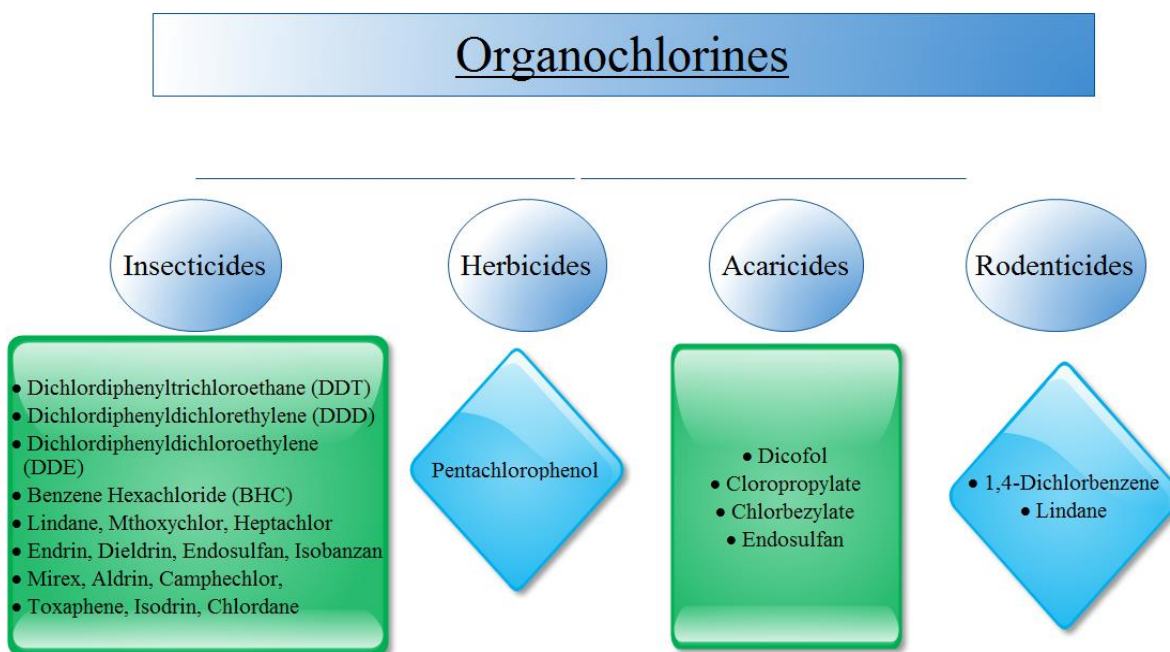 Organochlorines
Insecticides
Herbicides
Acaricides
Rodenticides
● Dichlordiphenyltrichloroethane (DDT)
● Dichlordiphenyldichlorethylene (DDD)
● Dichlordiphenyldichloroethylene
(DDE)
● Benzene Hexachloride (BHC)
● Lindane, Mthoxychlor, Heptachlor
● Endrin, Dieldrin, Endosulfan, Isobanzan
● Mirex, Aldrin, Camphechlor,
● Toxaphene, Isodrin, Chlordane
Pentachlorophenol
● Dicofol
● Cloropropylate
● Chlorbezylate
● Endosulfan
● 1,4-Dichlorbenzene
● Lindane